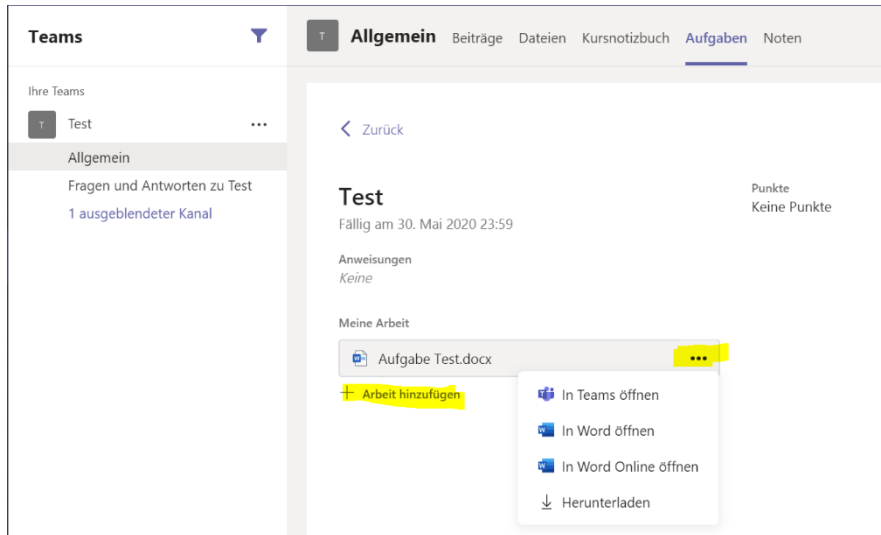 Teams
Ihre Teams
T Test ...
Allgemein
Fragen und Antworten zu Test
1 ausgeblendeter Kanal
T Allgemein Beiträge Dateien Kursnotizbuch Aufgaben Noten
Zurück
Test
Fällig am 30. Mai 2020 23:59
Punkte
Keine Punkte
Anweisungen
Keine
Meine Arbeit
Aufgabe Test.docx ...
+ Arbeit hinzufügen
In Teams öffnen
In Word öffnen
In Word Online öffnen
Herunterladen